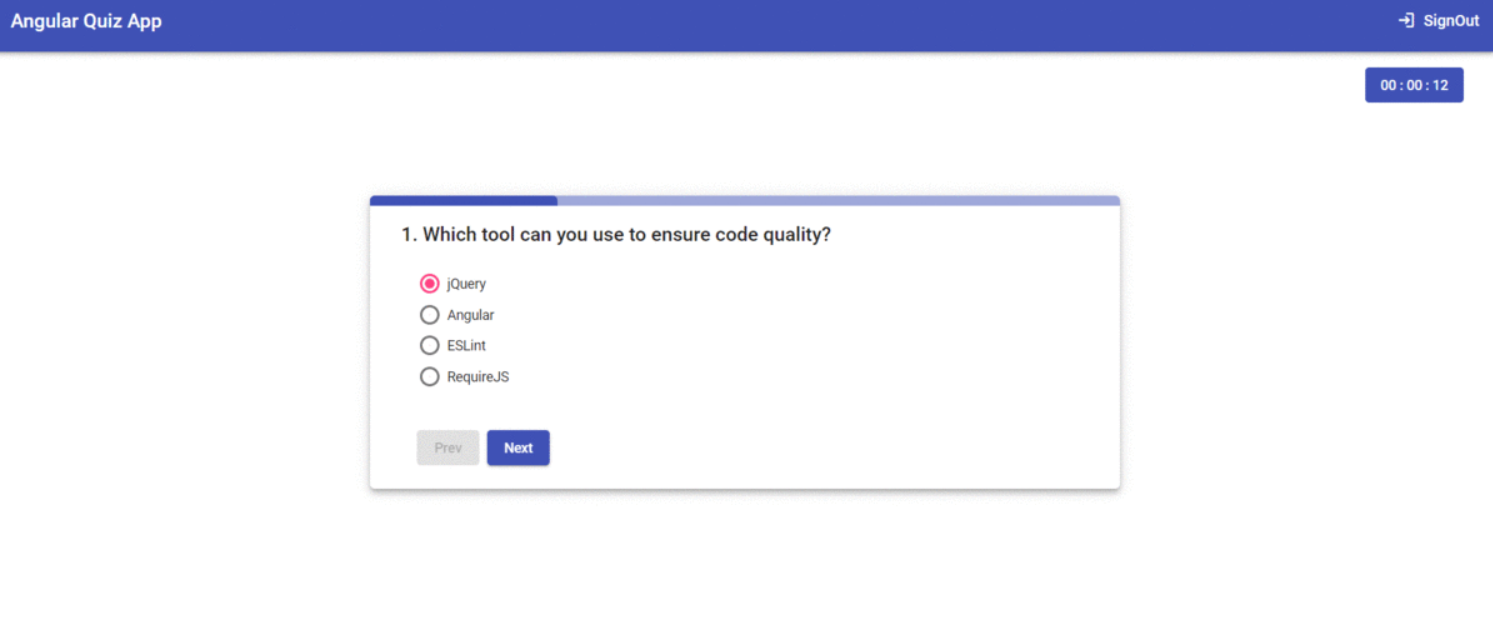 Angular Quiz App
SignOut
00 : 00 : 12
1. Which tool can you use to ensure code quality?
jQuery
Angular
ESLint
RequireJS
Prev Next